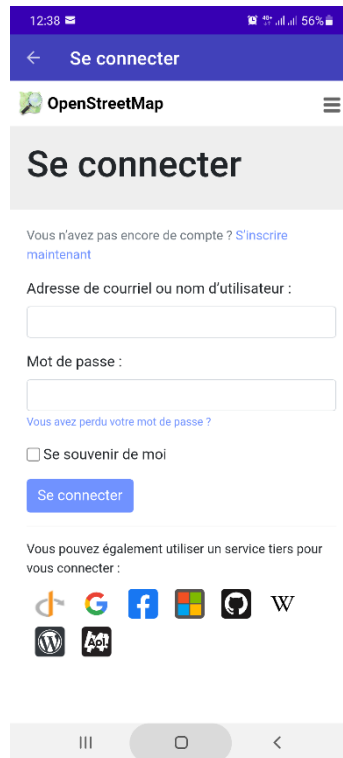 12:38 56%
Se connecter
OpenStreetMap
Se connecter
Vous n'avez pas encore de compte ? S'inscrire
maintenant
Adresse de courriel ou nom d'utilisateur :
Mot de passe :
Vous avez perdu votre mot de passe ?
Se souvenir de moi
Se connecter
Vous pouvez également utiliser un service tiers pour
vous connecter :
G f W
W Aol!